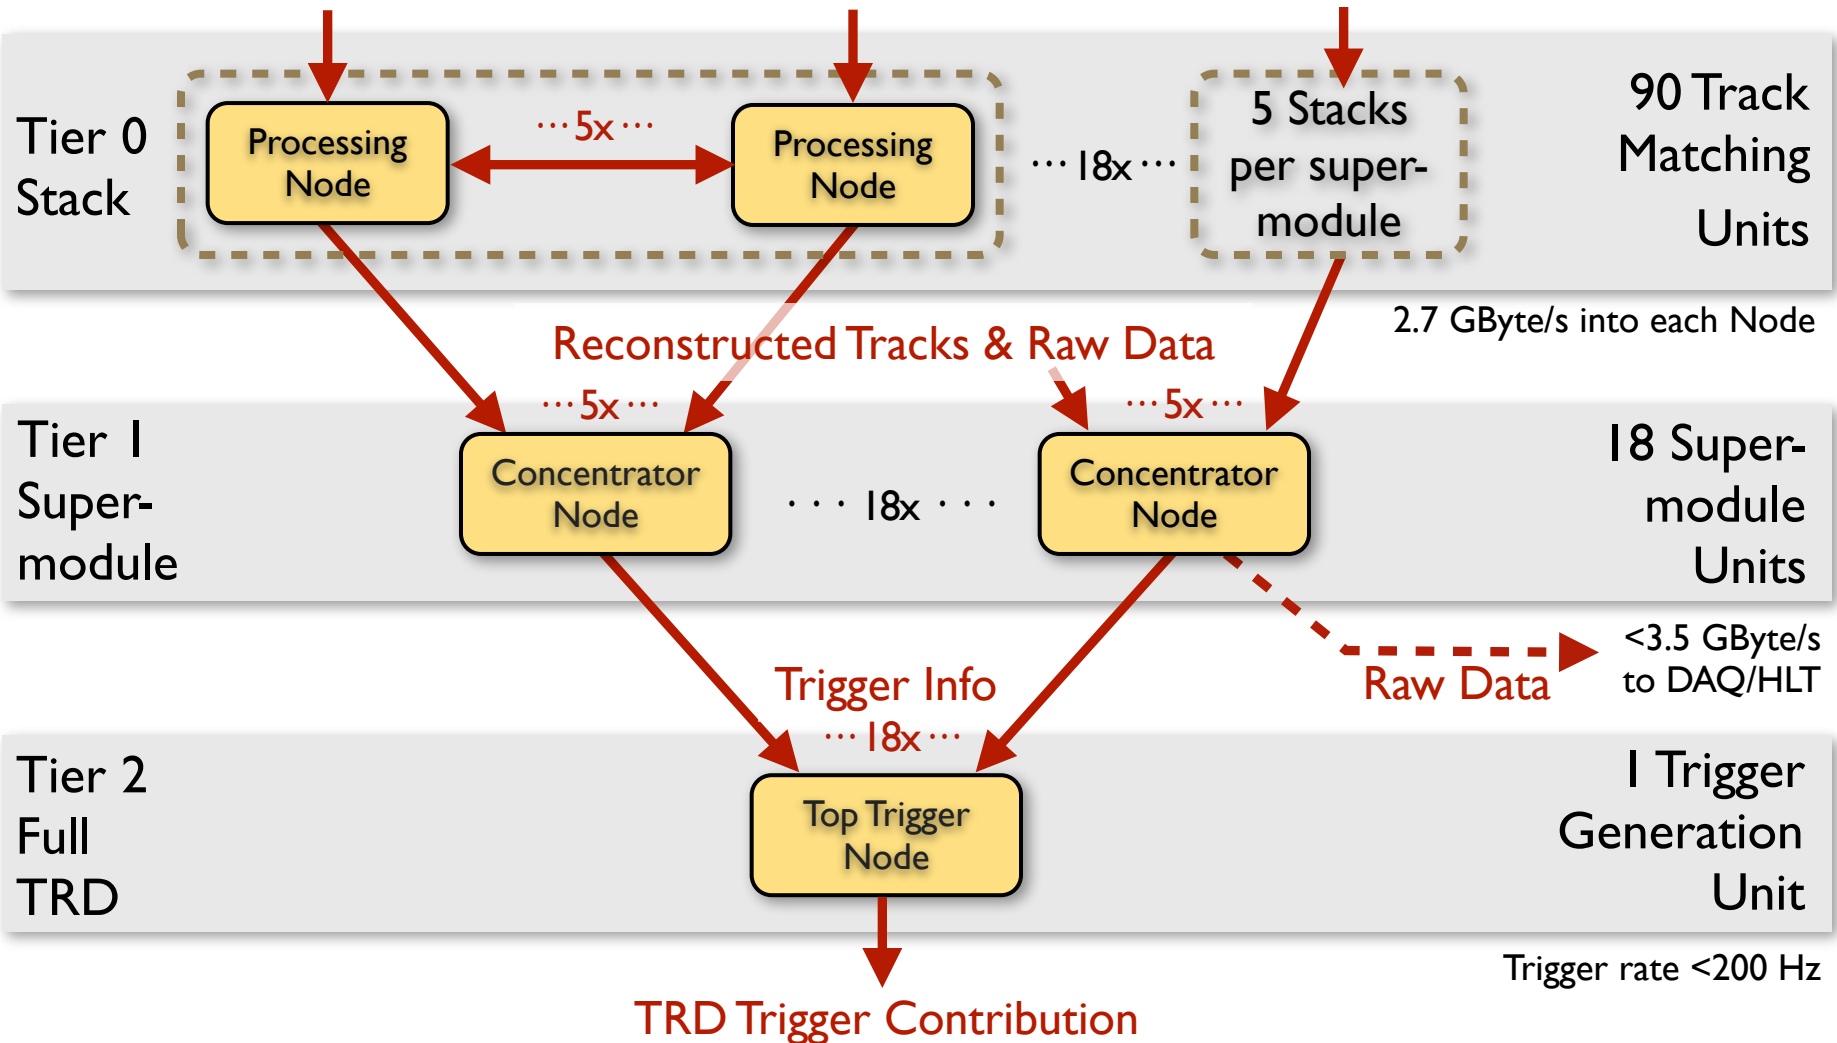 Tier 0
Stack
Processing
Node
···5x···
Processing
Node
···18x···
5 Stacks
per super-
module
90 Track
Matching
Units
2.7 GByte/s into each Node
Reconstructed Tracks & Raw Data
···5x···
···5x···
Tier 1
Super-
module
Concentrator
Node
···18x···
Concentrator
Node
18 Super-
module
Units
<3.5 GByte/s
to DAQ/HLT
Raw Data
Trigger Info
···18x···
Tier 2
Full
TRD
Top Trigger
Node
1 Trigger
Generation
Unit
Trigger rate <200 Hz
TRD Trigger Contribution